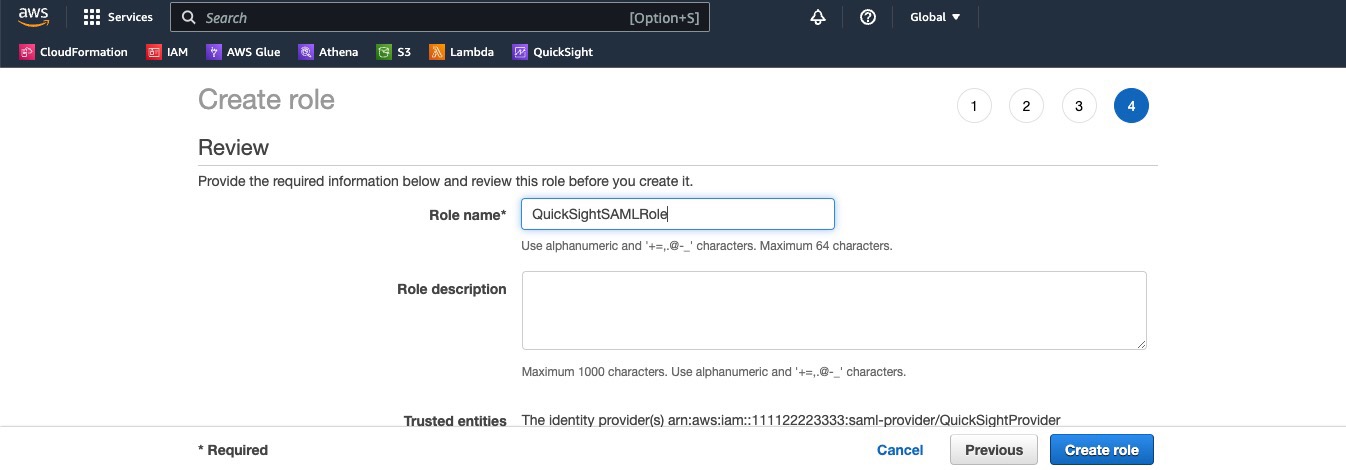 aws Services Search [Option+S] Global
CloudFormation IAM AWS Glue Athena S3 Lambda QuickSight
Create role 1 2 3 4
Review
Provide the required information below and review this role before you create it.
Role name* QuickSightSAMLRole
Use alphanumeric and '+=,.@-_' characters. Maximum 64 characters.
Role description
Maximum 1000 characters. Use alphanumeric and '+=,.@-_' characters.
Trusted entities The identity provider(s) arn:aws:iam::111122223333:saml-provider/QuickSightProvider
* Required Cancel Previous Create role